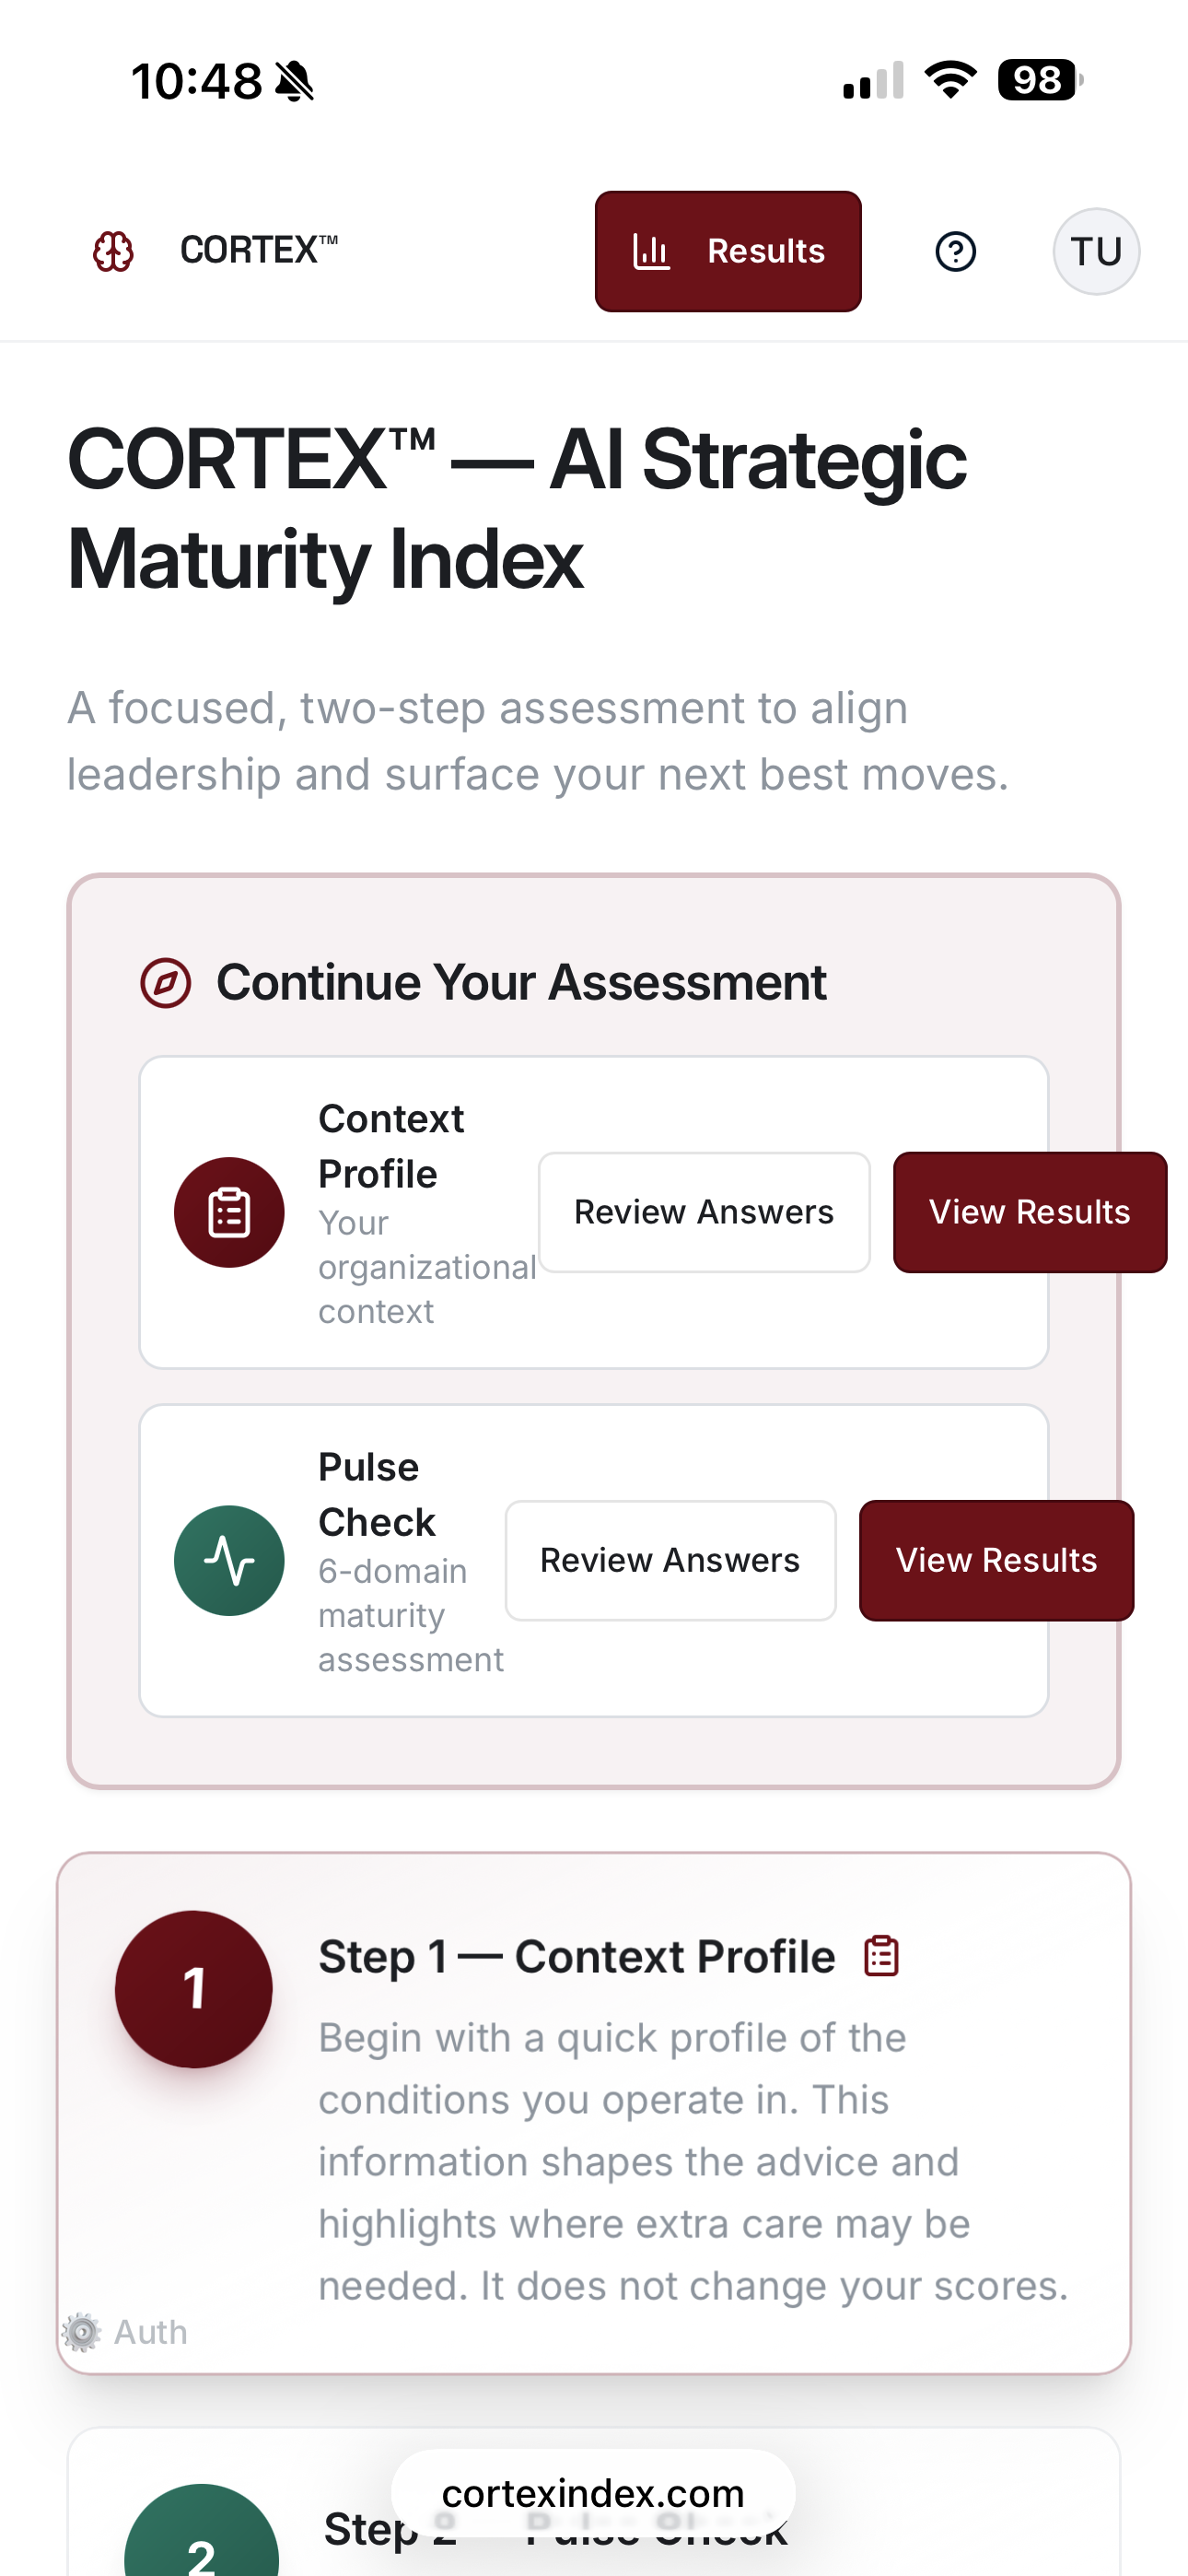 10:48
98
CORTEX™
Results
TU
CORTEX™ — AI Strategic
Maturity Index
A focused, two-step assessment to align
leadership and surface your next best moves.
Continue Your Assessment
Context
Profile
Your
organizational
context
Review Answers
View Results
Pulse
Check
6-domain
maturity
assessment
Review Answers
View Results
1
Step 1 — Context Profile
Begin with a quick profile of the
conditions you operate in. This
information shapes the advice and
highlights where extra care may be
needed. It does not change your scores.
Auth
2
Step 2 — Pulse Check
cortexindex.com